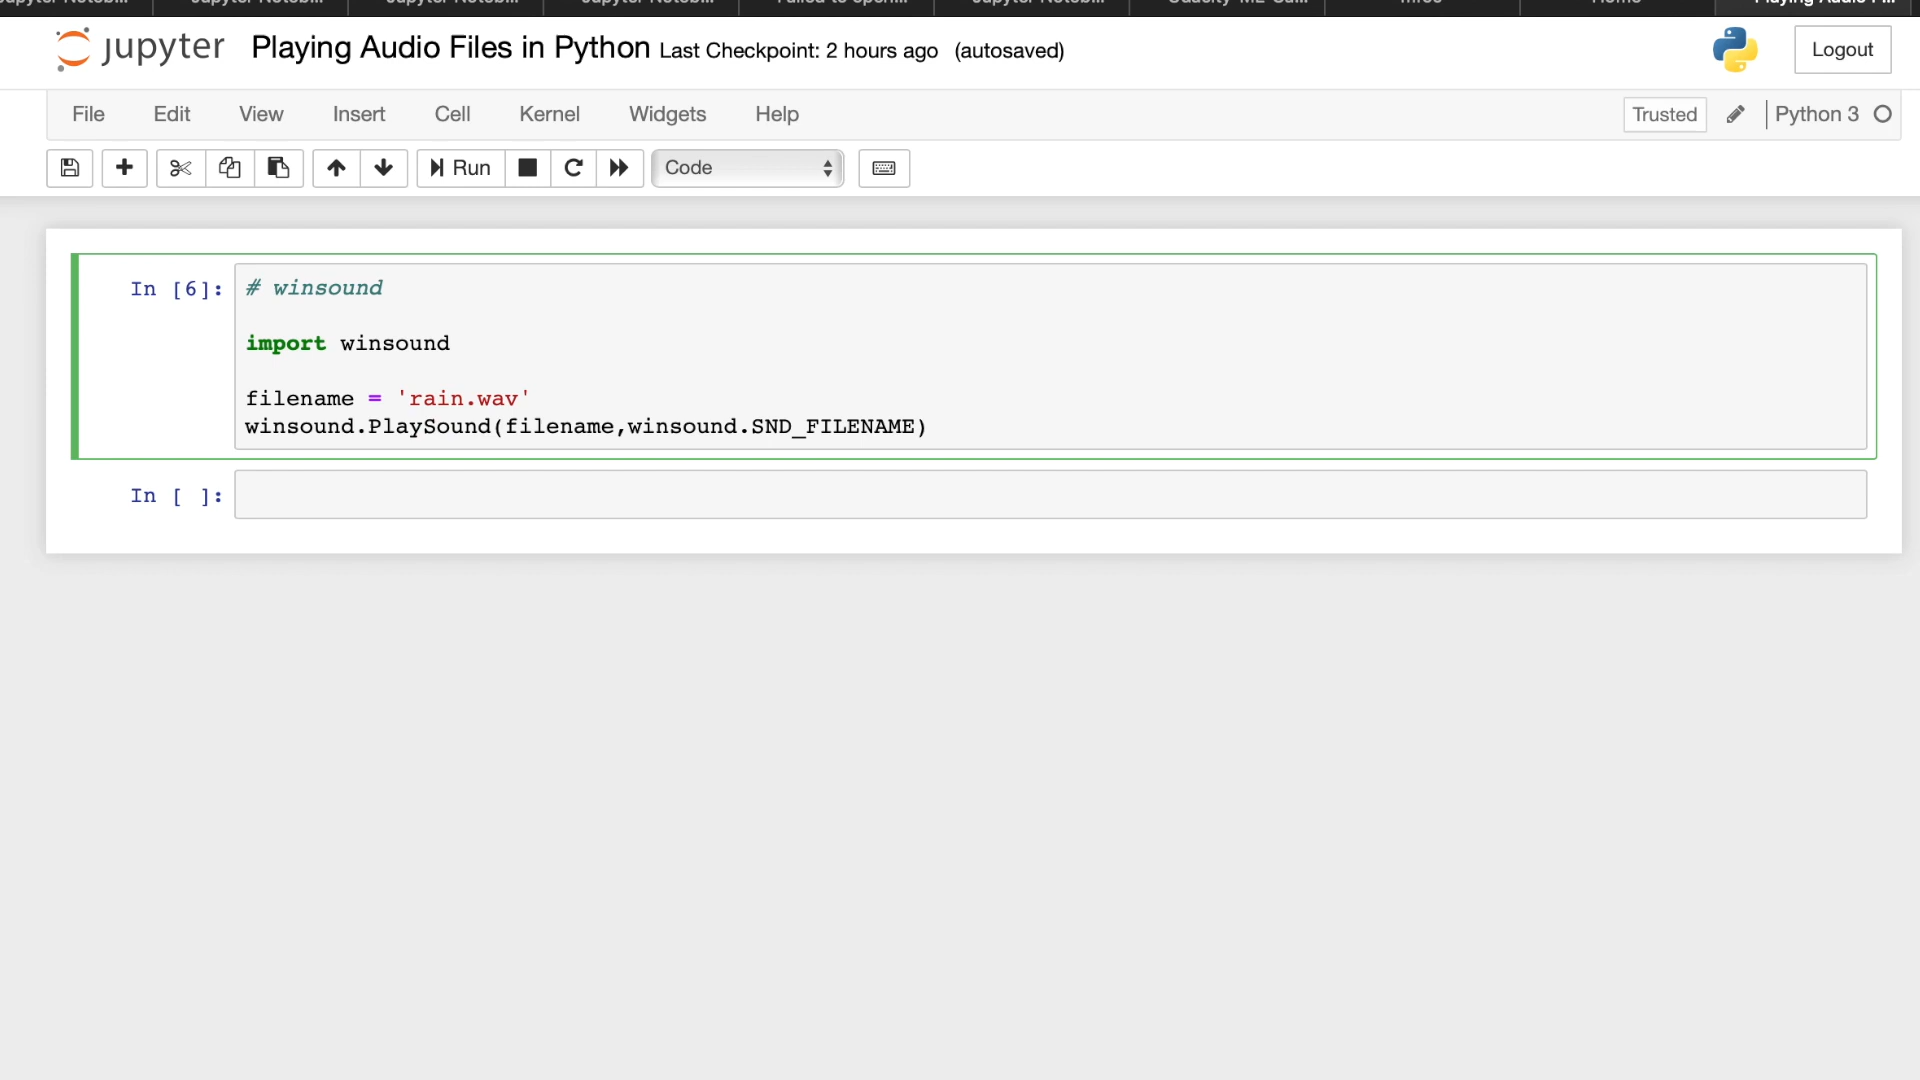 jupyter Playing Audio Files in Python Last Checkpoint: 2 hours ago (autosaved) Logout
File Edit View Insert Cell Kernel Widgets Help Trusted Python 3
Run Code
In [6]: # winsound
import winsound
filename = 'rain.wav'
winsound.PlaySound(filename,winsound.SND_FILENAME)
In [ ]: